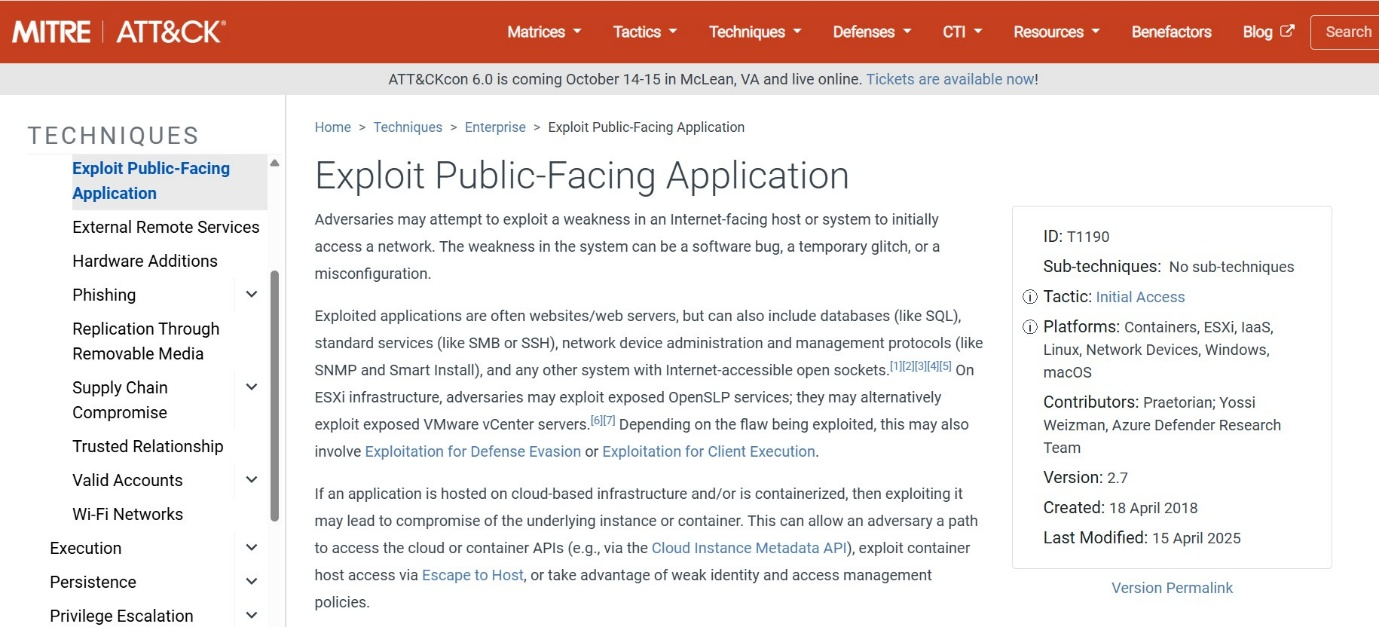 MITRE | ATT&CK®
Matrices Tactics Techniques Defenses CTI Resources Benefactors Blog Search
ATT&CKcon 6.0 is coming October 14-15 in McLean, VA and live online. Tickets are available now!
TECHNIQUES
Exploit Public-Facing
Application
External Remote Services
Hardware Additions
Phishing
Replication Through
Removable Media
Supply Chain
Compromise
Trusted Relationship
Valid Accounts
Wi-Fi Networks
Execution
Persistence
Privilege Escalation
Home > Techniques > Enterprise > Exploit Public-Facing Application
Exploit Public-Facing Application
Adversaries may attempt to exploit a weakness in an Internet-facing host or system to initially
access a network. The weakness in the system can be a software bug, a temporary glitch, or a
misconfiguration.
Exploited applications are often websites/web servers, but can also include databases (like SQL),
standard services (like SMB or SSH), network device administration and management protocols (like
SNMP and Smart Install), and any other system with Internet-accessible open sockets.[1][2][3][4][5] On
ESXi infrastructure, adversaries may exploit exposed OpenSLP services; they may alternatively
exploit exposed VMware vCenter servers.[6][7] Depending on the flaw being exploited, this may also
involve Exploitation for Defense Evasion or Exploitation for Client Execution.
If an application is hosted on cloud-based infrastructure and/or is containerized, then exploiting it
may lead to compromise of the underlying instance or container. This can allow an adversary a path
to access the cloud or container APIs (e.g., via the Cloud Instance Metadata API), exploit container
host access via Escape to Host, or take advantage of weak identity and access management
policies.
ID: T1190
Sub-techniques: No sub-techniques
Tactic: Initial Access
Platforms: Containers, ESXi, IaaS,
Linux, Network Devices, Windows,
macOS
Contributors: Praetorian; Yossi
Weizman, Azure Defender Research
Team
Version: 2.7
Created: 18 April 2018
Last Modified: 15 April 2025
Version Permalink